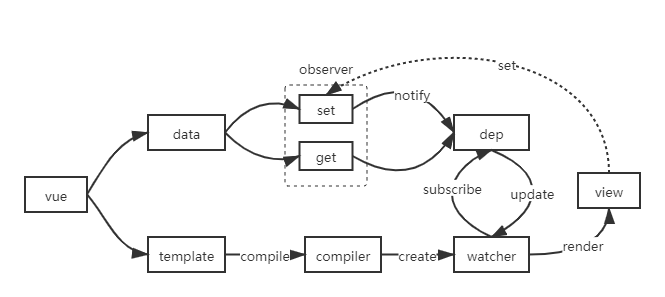 observer
set
set
notify
data
dep
get
vue
subscribe
update
view
template
compile
compiler
create
watcher
render